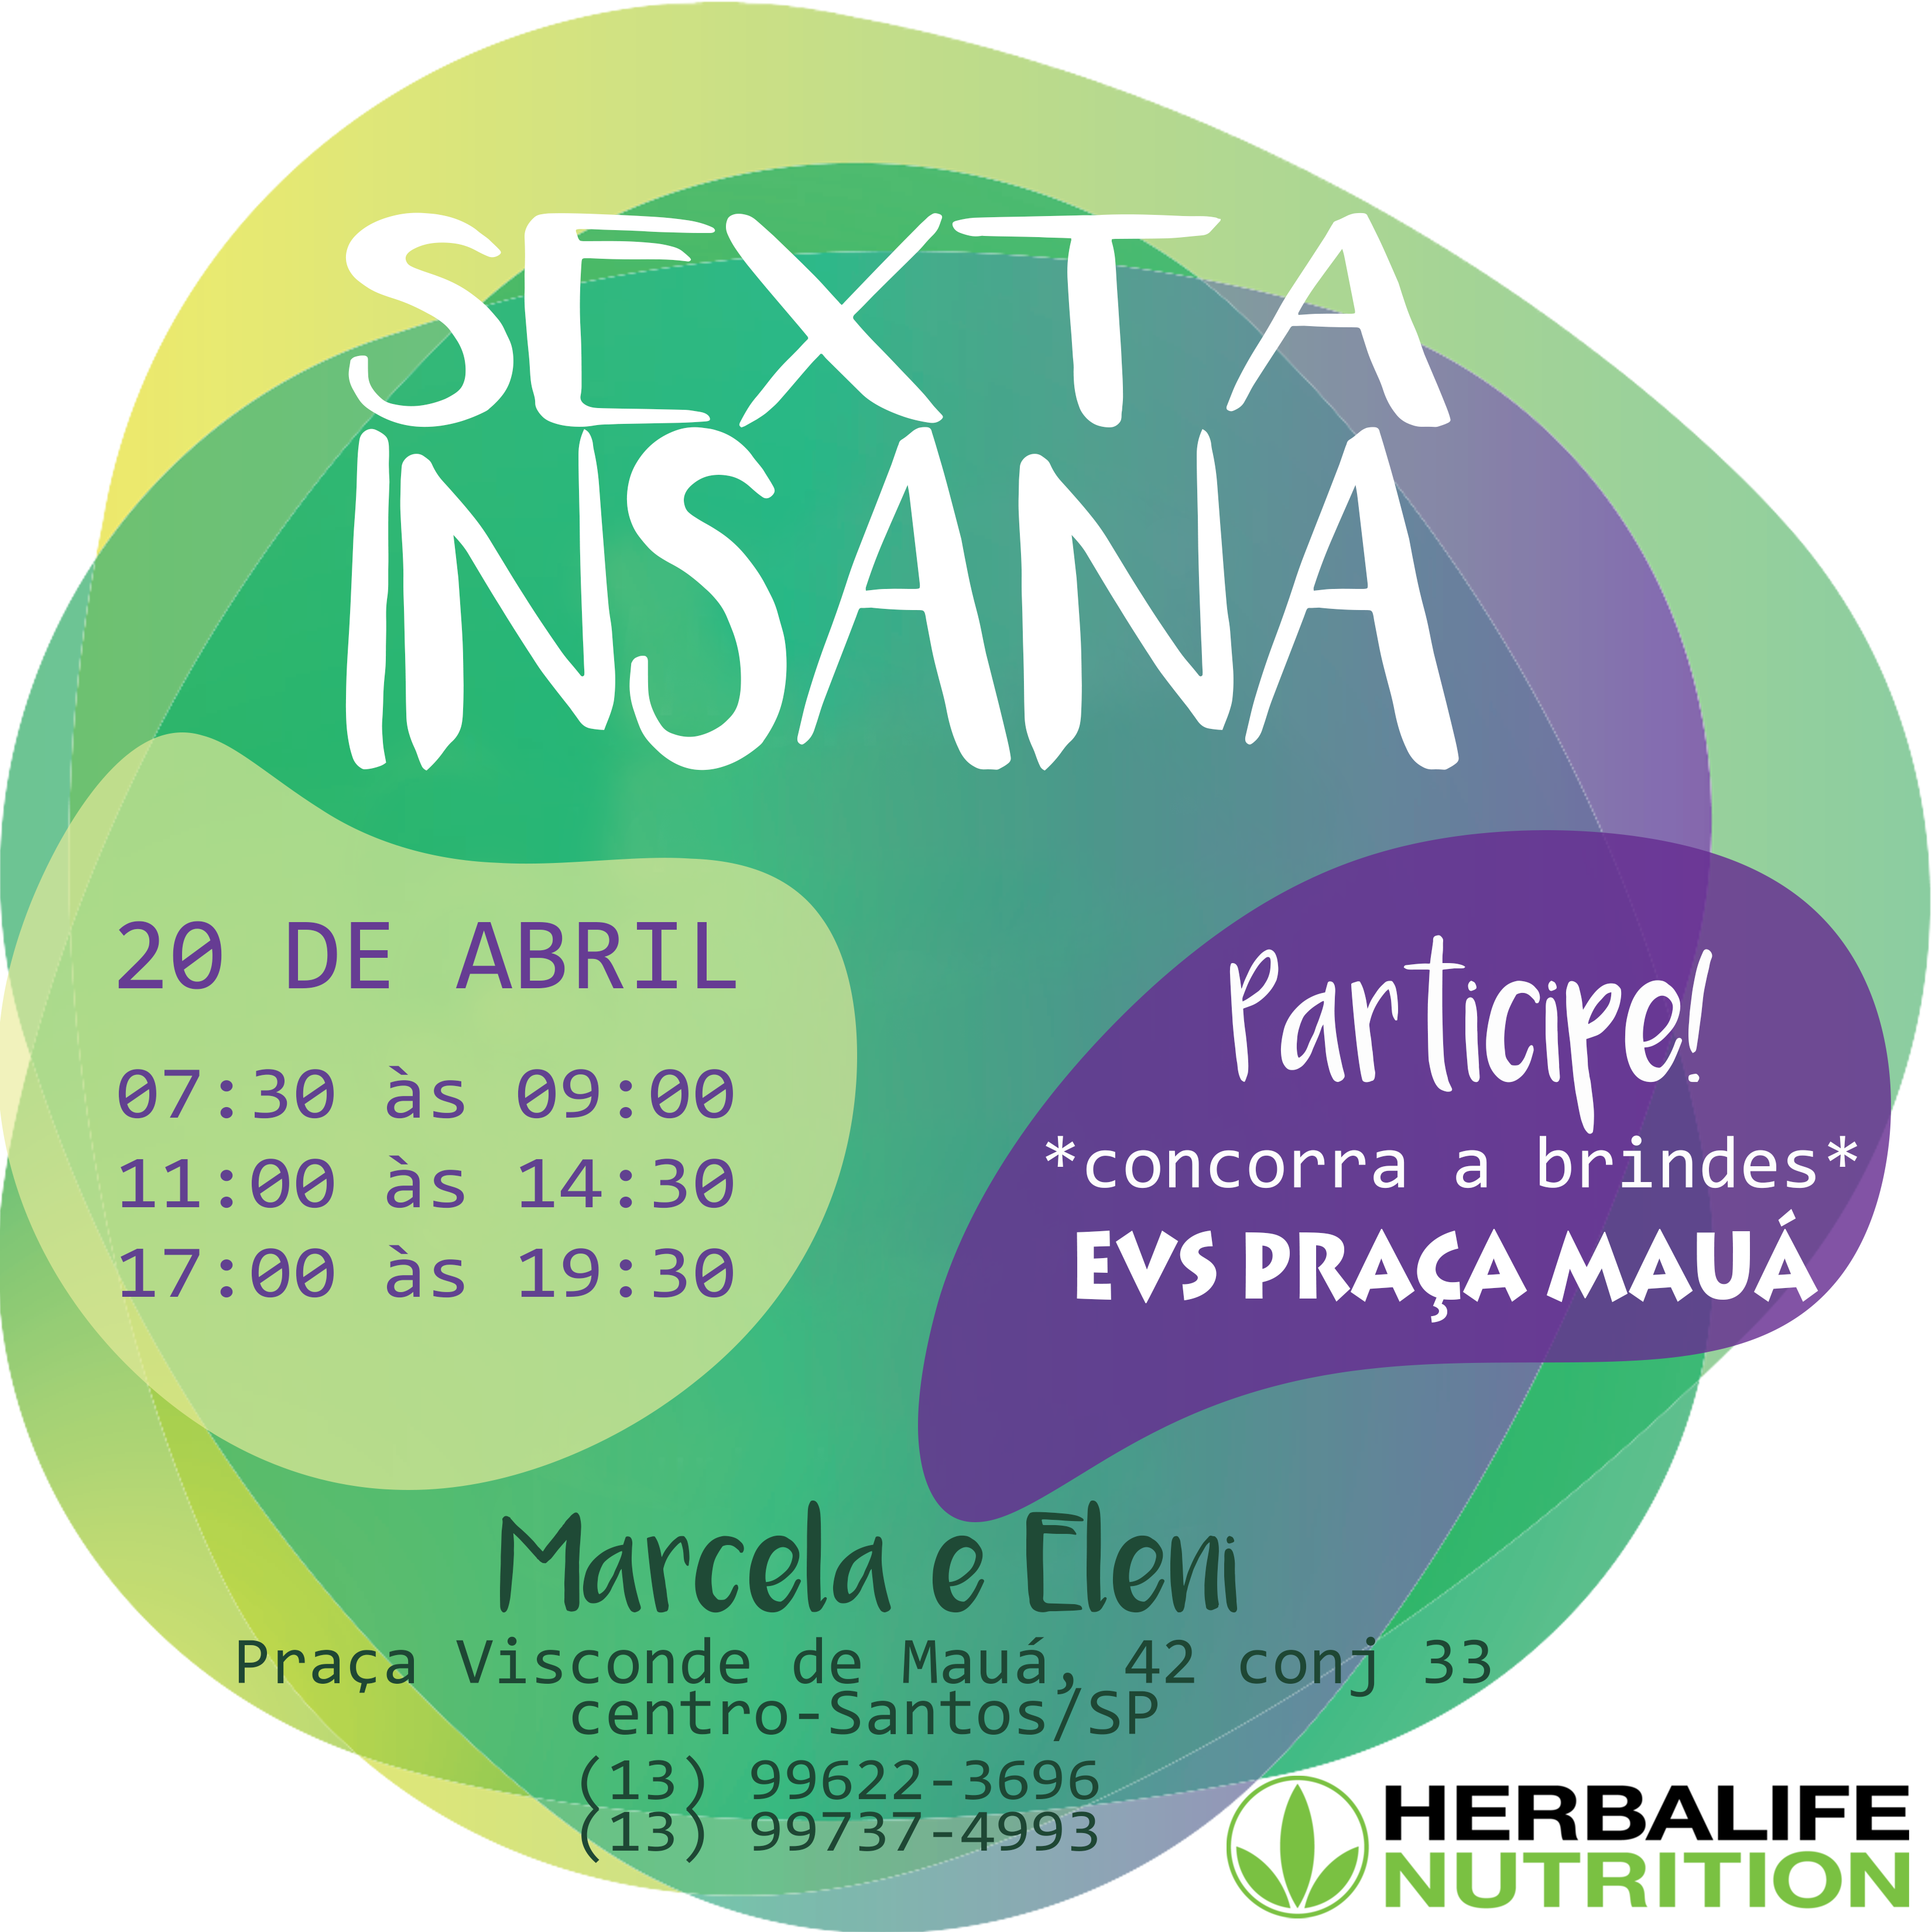 SEXTA
INSANA
20 DE ABRIL
07:30 às 09:00
11:00 às 14:30
17:00 às 19:30
Participe!
*concorra a brindes*
EVS PRAÇA MAUÁ
Marcela e Eleni
Praça Visconde de Mauá, 42 conj 33
centro-Santos/SP
(13) 99622-3696
(13) 99737-4993
HERBALIFE
NUTRITION